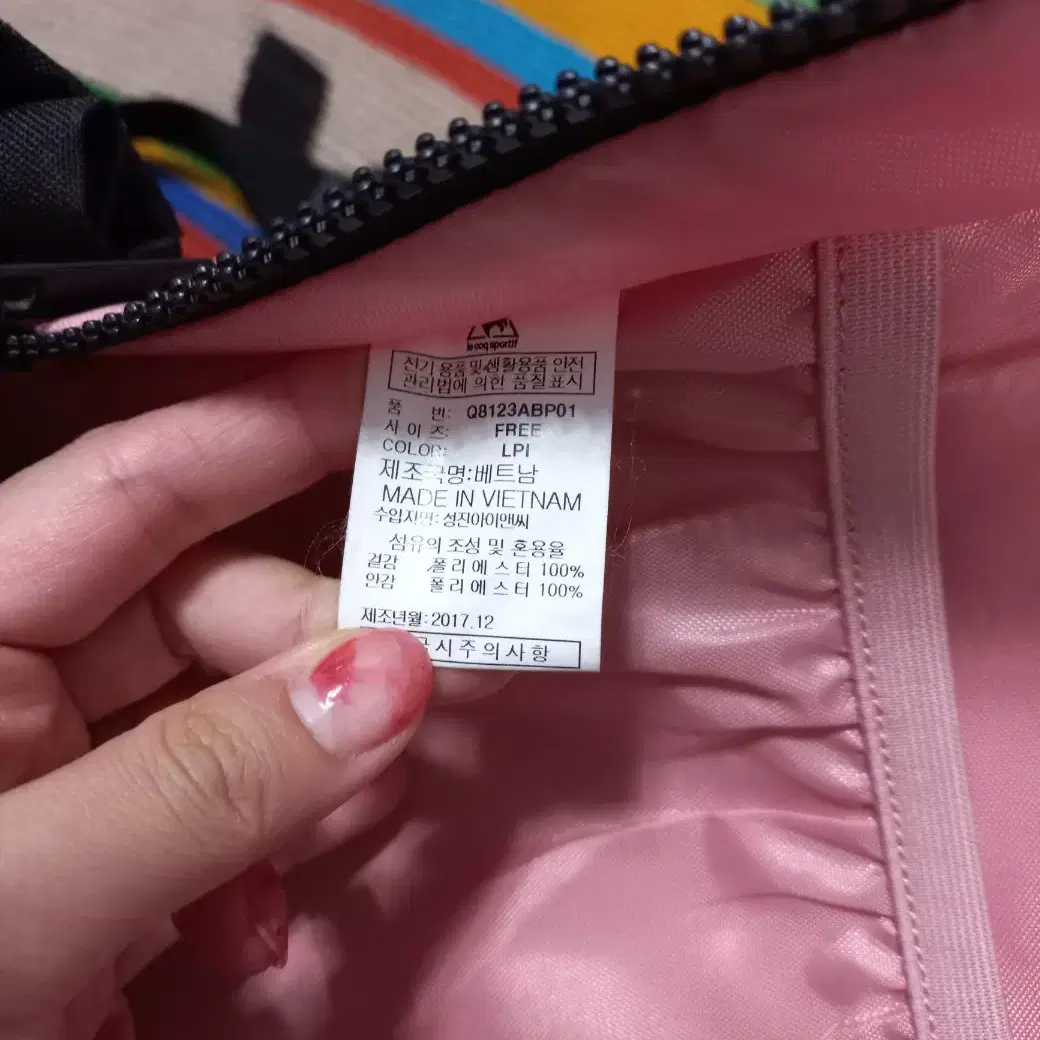 le coq sportif
전기 용품 및 생활용품 안전
관리법에 의한 품질표시
품 번: Q8123ABP01
사 이 즈: FREE
COLOR: LPI
제조국명:베트남
MADE IN VIETNAM
수입자명: 성진아이앤씨
섬유의 조성 및 혼용율
겉감 폴리에스터 100%
안감 폴리에스터 100%
제조년월:2017.12
시주의사항